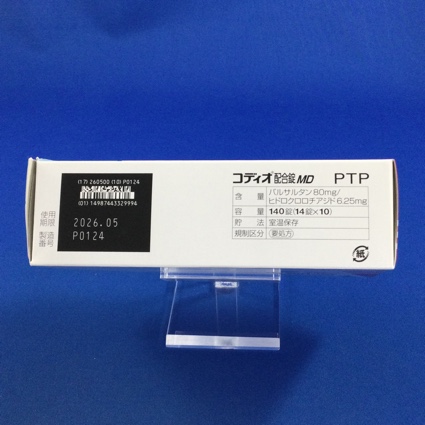 (17) 260500 (10) P0124
(01) 14987443329994
使用期限 2026.05
製造番号 P0124
コディオ®配合錠MD PTP
含量 バルサルタン80mg/
ヒドロクロロチアジド6.25mg
容量 140錠(14錠×10)
貯法 室温保存
規制区分 要処方
紙